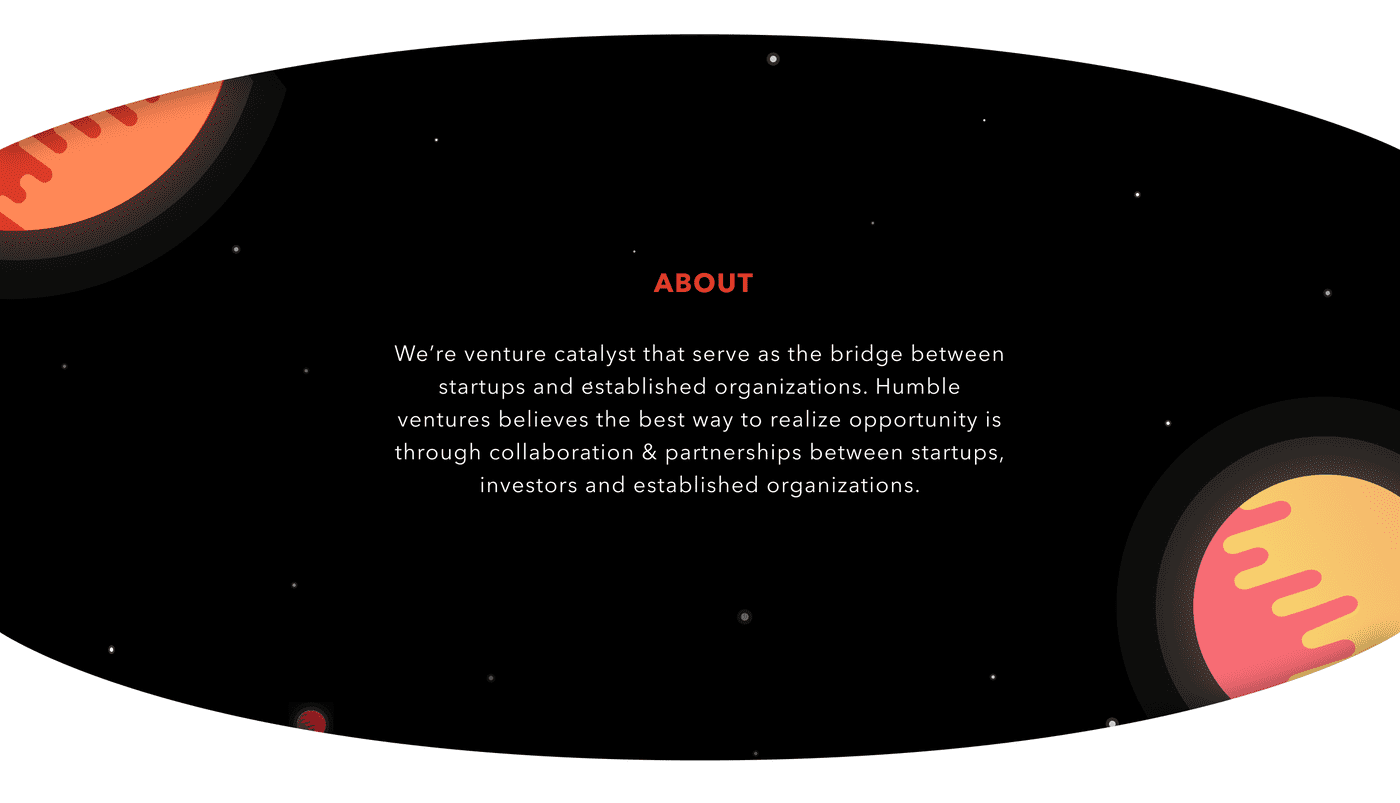 ABOUT
We’re venture catalyst that serve as the bridge between
startups and established organizations. Humble
ventures believes the best way to realize opportunity is
through collaboration & partnerships between startups,
investors and established organizations.